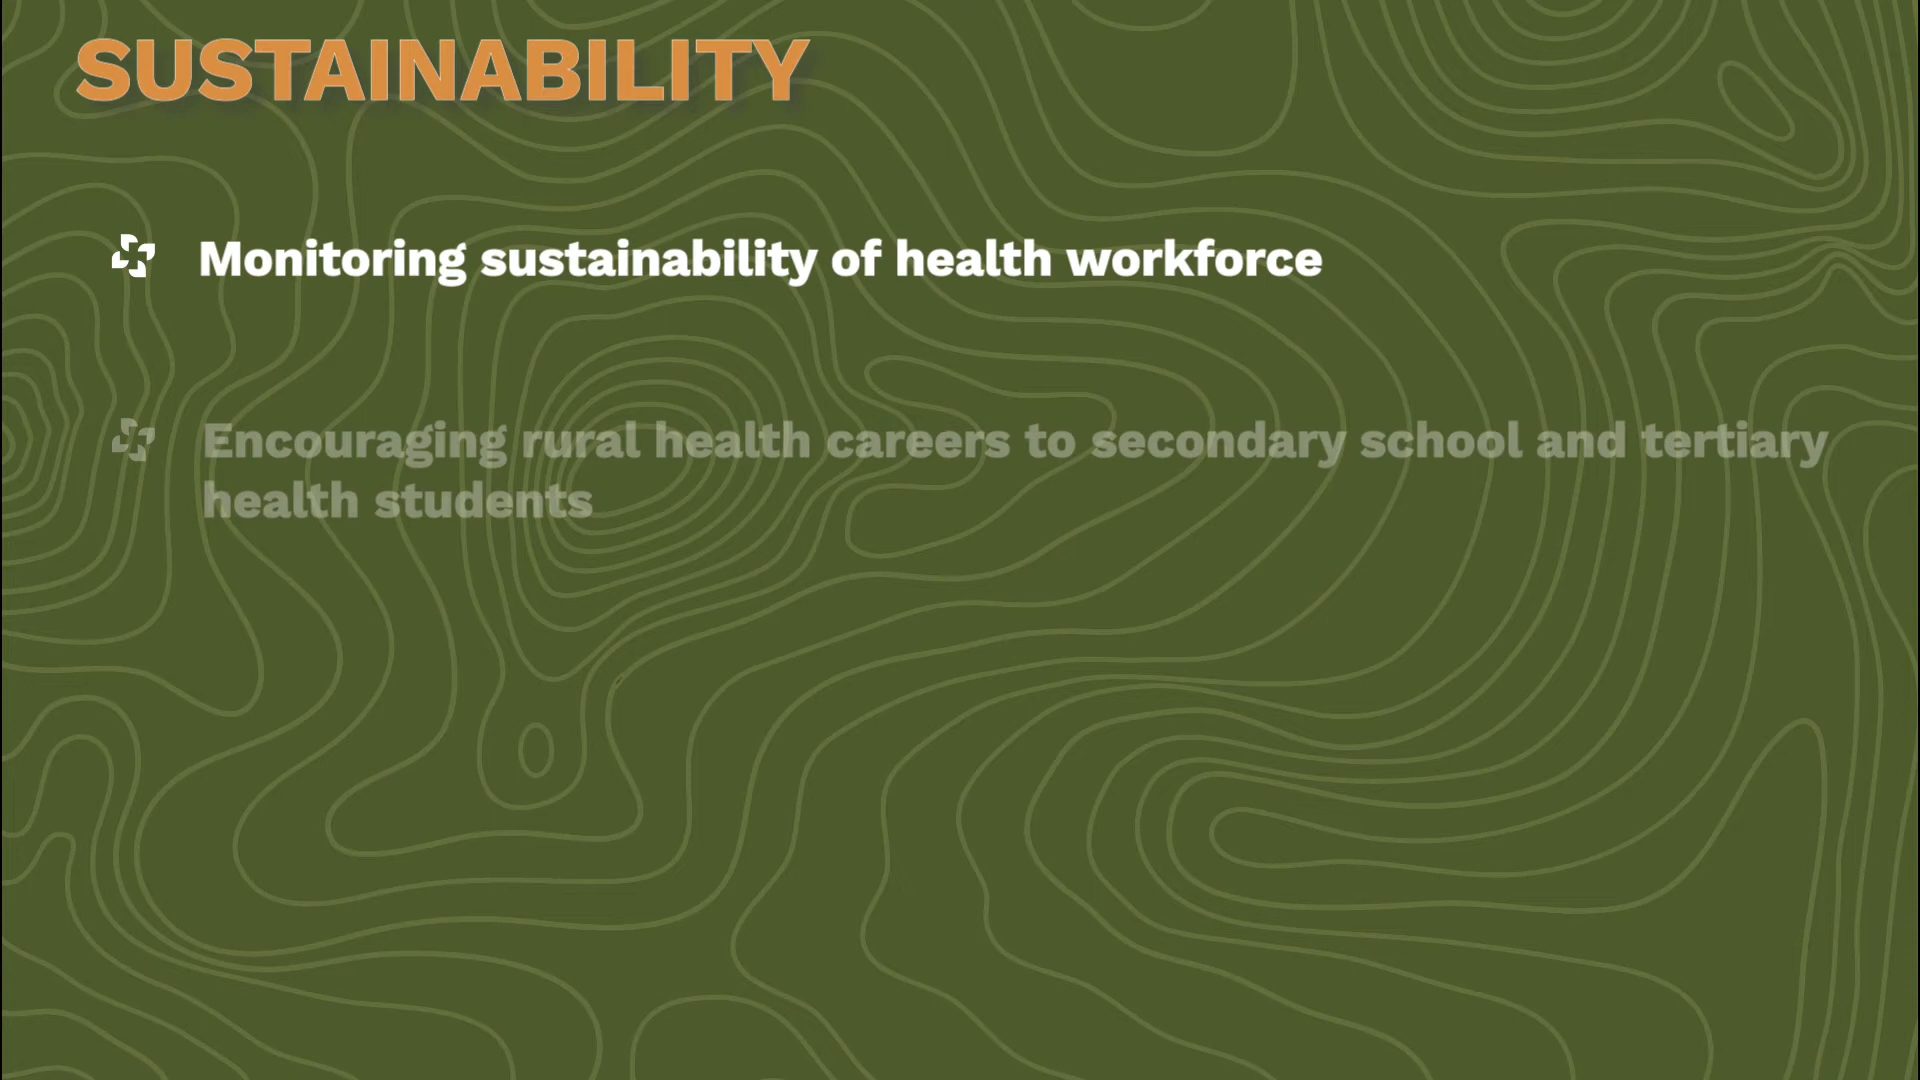 SUSTAINABILITY
Monitoring sustainability of health workforce
Encouraging rural health careers to secondary school and tertiary
health students